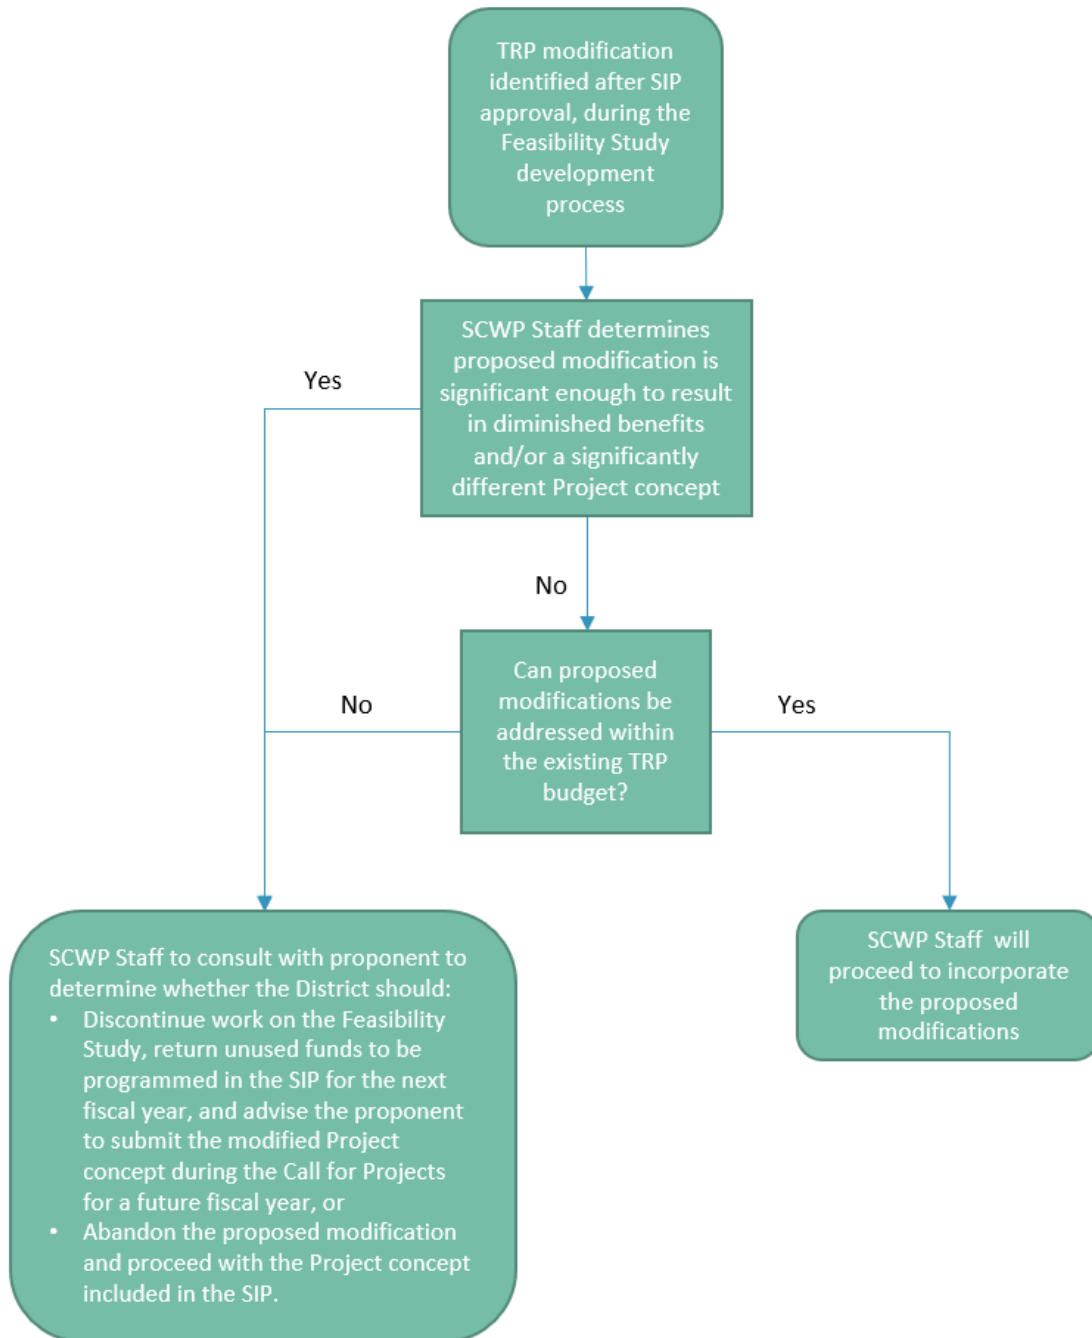 TRP modification
identified after SIP
approval, during the
Feasibility Study
development
process
SCWP Staff determines
proposed modification is
significant enough to result
in diminished benefits
and/or a significantly
different Project concept
Yes
No
Can proposed
modifications be
addressed within
the existing TRP
budget?
No
Yes
SCWP Staff to consult with proponent to
determine whether the District should:
• Discontinue work on the Feasibility
Study, return unused funds to be
programmed in the SIP for the next
fiscal year, and advise the proponent
to submit the modified Project
concept during the Call for Projects
for a future fiscal year, or
• Abandon the proposed modification
and proceed with the Project concept
included in the SIP.
SCWP Staff will
proceed to incorporate
the proposed
modifications